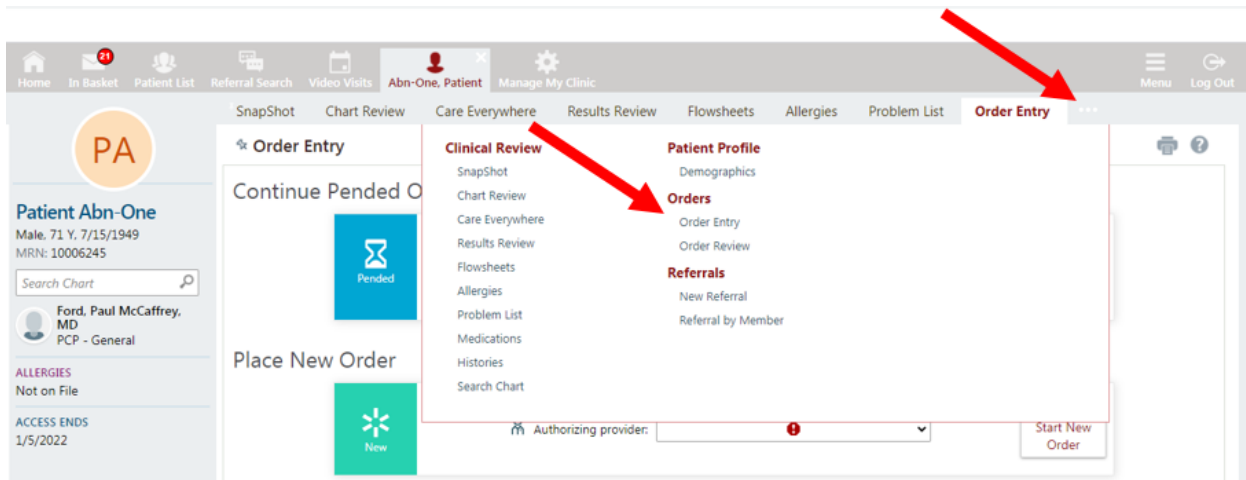 21
Home In Basket Patient List Referral Search Video Visits Abn-One, Patient Manage My Clinic Menu Log Out
SnapShot Chart Review Care Everywhere Results Review Flowsheets Allergies Problem List Order Entry
PA
Patient Abn-One
Male, 71 Y, 7/15/1949
MRN: 10006245
Search Chart
Ford, Paul McCaffrey,
MD
PCP - General
ALLERGIES
Not on File
ACCESS ENDS
1/5/2022
Order Entry
Continue Pended O
Pended
Place New Order
New
Authorizing provider:
Start New
Order
Clinical Review
SnapShot
Chart Review
Care Everywhere
Results Review
Flowsheets
Allergies
Problem List
Medications
Histories
Search Chart
Patient Profile
Demographics
Orders
Order Entry
Order Review
Referrals
New Referral
Referral by Member